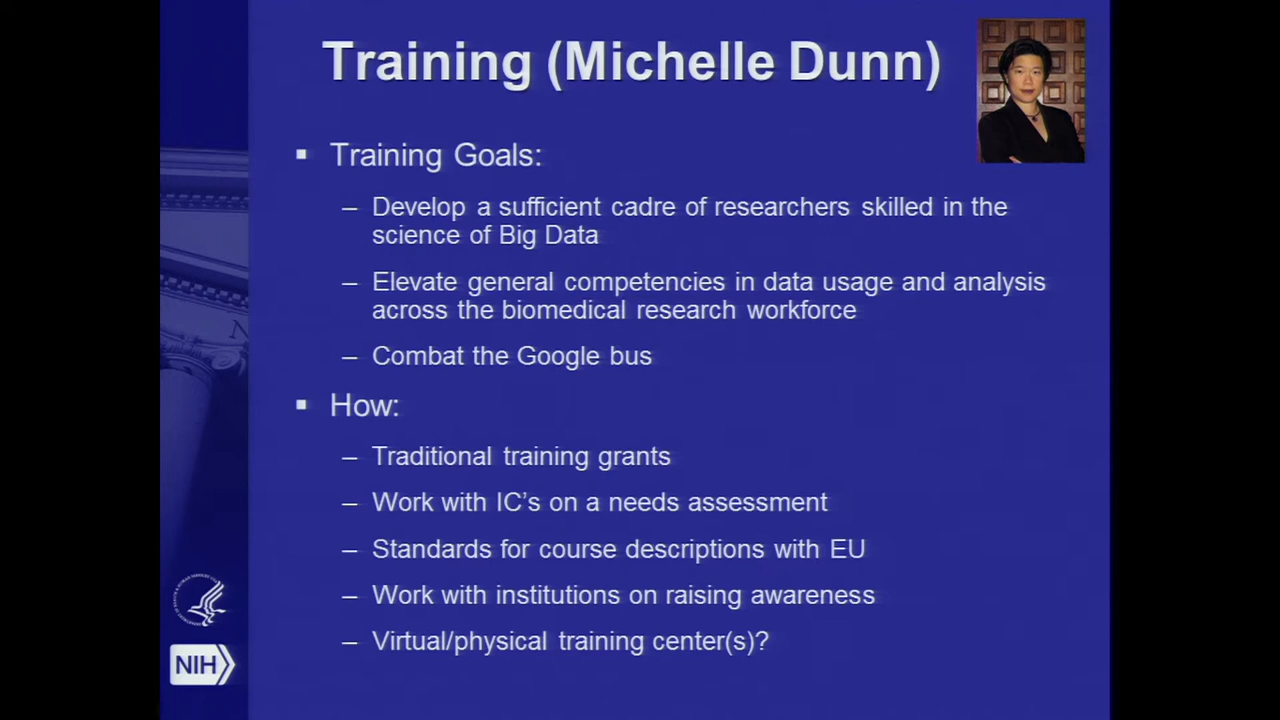 Training (Michelle Dunn)
▪ Training Goals:
– Develop a sufficient cadre of researchers skilled in the
science of Big Data
– Elevate general competencies in data usage and analysis
across the biomedical research workforce
– Combat the Google bus
▪ How:
– Traditional training grants
– Work with IC’s on a needs assessment
– Standards for course descriptions with EU
– Work with institutions on raising awareness
– Virtual/physical training center(s)?
NIH